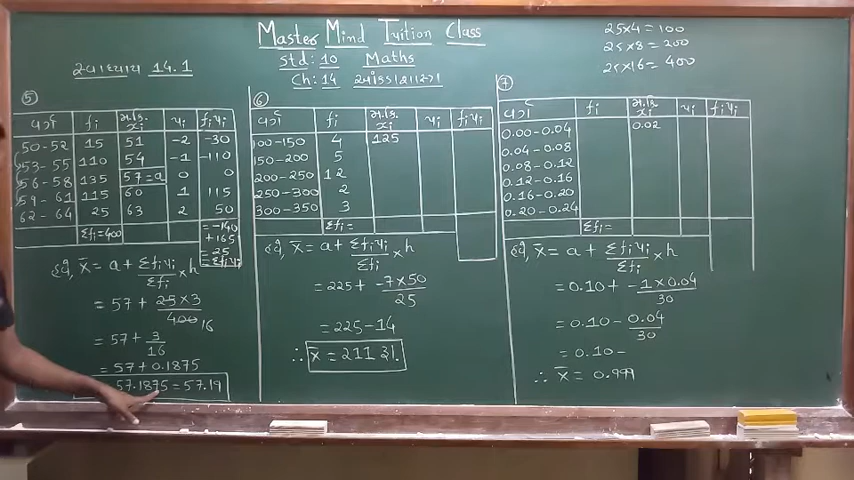 Master Mind Tuition Class
Std: 10 Maths
Ch: 14 આંકડાશાસ્ત્ર
સ્વાધ્યાય 14.1
25×4 = 100
25×8 = 200
25×16 = 400
⑤
વર્ગ fi મ.કિં. xi ui fiui
50-52 15 51 -2 -30
53-55 110 54 -1 -110
56-58 135 57=a 0 0
59-61 115 60 1 115
62-64 25 63 2 50
Σfi=400 = -140
+165
= 25
= Σfiui
હવે, x̄ = a + Σfiui/Σfi × h
= 57 + 25×3/400 16
= 57 + 3/16
= 57 + 0.1875
57.1875 = 57.19
⑥
વર્ગ fi મ.કિં. xi ui fiui
100-150 4 125
150-200 5
200-250 12
250-300 2
300-350 3
Σfi=
હવે, x̄ = a + Σfiui/Σfi × h
= 225 + -7×50/25
= 225-14
∴ x̄ = 211 રૂ.
⑦
વર્ગ fi મ.કિં. xi ui fiui
0.00-0.04 0.02
0.04-0.08
0.08-0.12
0.12-0.16
0.16-0.20
0.20-0.24
Σfi=
હવે, x̄ = a + Σfiui/Σfi × h
= 0.10 + -1×0.04/30
= 0.10 - 0.04/30
= 0.10 -
∴ x̄ = 0.999